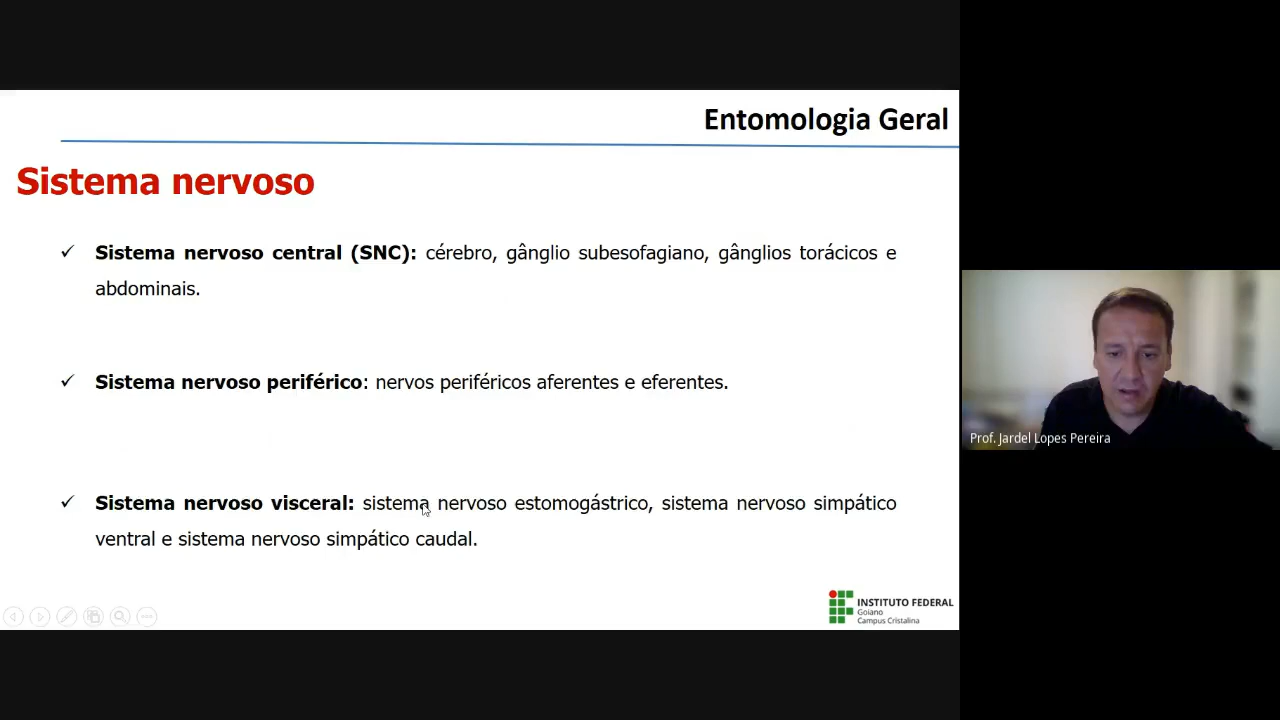 Entomologia Geral
Sistema nervoso
✓ Sistema nervoso central (SNC): cérebro, gânglio subesofagiano, gânglios torácicos e
abdominais.
✓ Sistema nervoso periférico: nervos periféricos aferentes e eferentes.
✓ Sistema nervoso visceral: sistema nervoso estomogástrico, sistema nervoso simpático
ventral e sistema nervoso simpático caudal.
INSTITUTO FEDERAL
Goiano
Campus Cristalina
Prof. Jardel Lopes Pereira